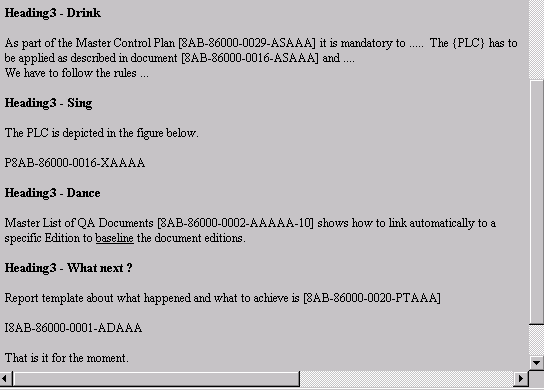 Heading3 - Drink
As part of the Master Control Plan [8AB-86000-0029-ASAAA] it is mandatory to ..... The {PLC} has to
be applied as described in document [8AB-86000-0016-ASAAA] and ....
We have to follow the rules ...
Heading3 - Sing
The PLC is depicted in the figure below.
P8AB-86000-0016-XAAAA
Heading3 - Dance
Master List of QA Documents [8AB-86000-0002-AAAAA-10] shows how to link automatically to a
specific Edition to baseline the document editions.
Heading3 - What next ?
Report template about what happened and what to achieve is [8AB-86000-0020-PTAAA]
I8AB-86000-0001-ADAAA
That is it for the moment.